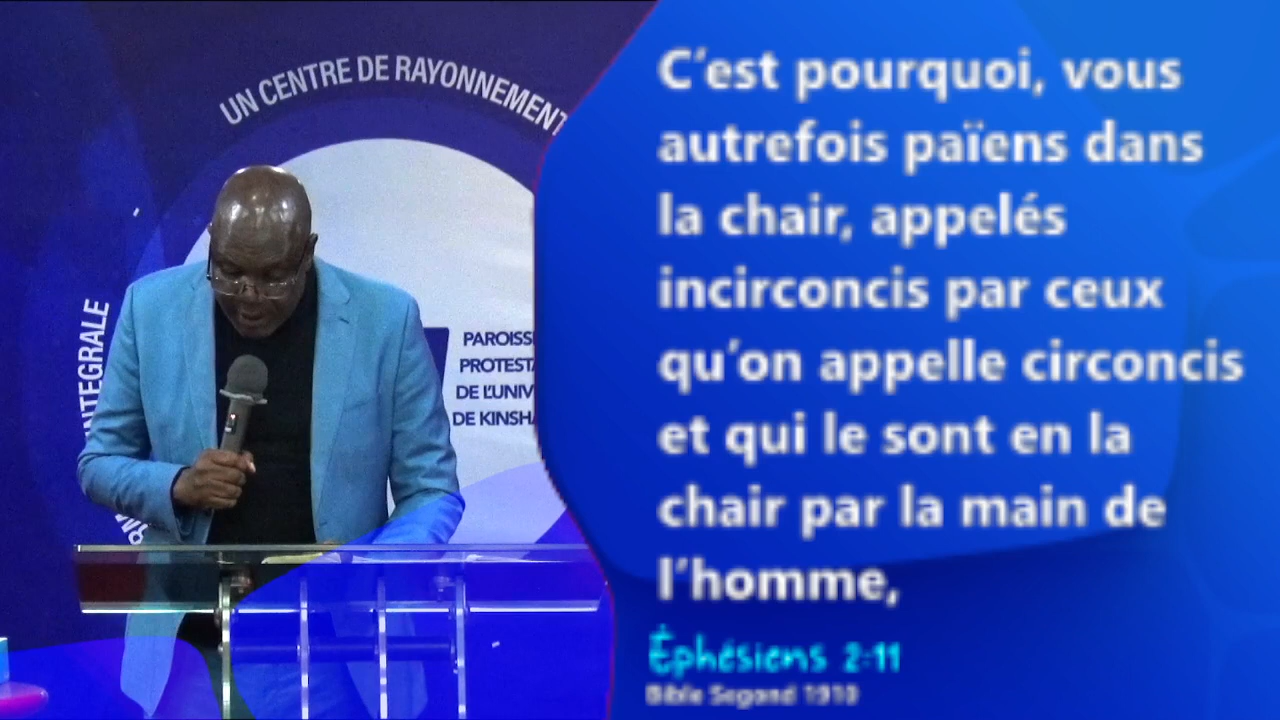 UN CENTRE DE RAYONNEMENT
INTEGRALE
PAROISS
PROTESTA
DE L'UNIV
DE KINSHA
C'est pourquoi, vous
autrefois païens dans
la chair, appelés
incirconcis par ceux
qu'on appelle circoncis
et qui le sont en la
chair par la main de
l'homme,
Éphésiens 2:11
Bible Segond 1910